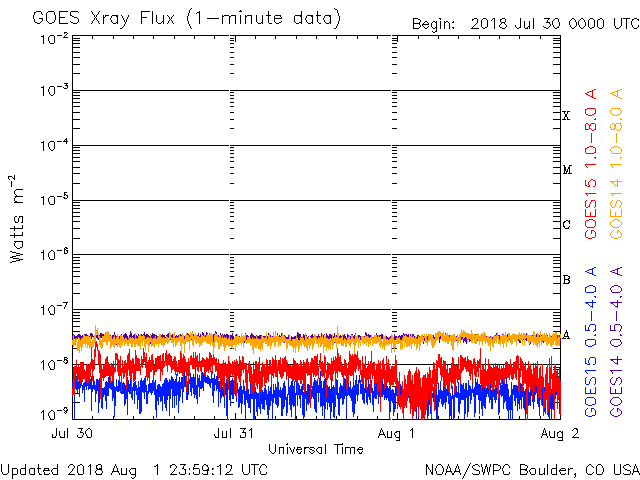 GOES Xray Flux (1-minute data)
Begin: 2018 Jul 30 0000 UTC
10-2
10-3
10-4
10-5
10-6
10-7
10-8
10-9
Watts m-2
X
M
C
B
A
GOES15 1.0-8.0 A
GOES14 1.0-8.0 A
GOES15 0.5-4.0 A
GOES14 0.5-4.0 A
Jul 30
Jul 31
Aug 1
Aug 2
Universal Time
Updated 2018 Aug 1 23:59:12 UTC
NOAA/SWPC Boulder, CO USA